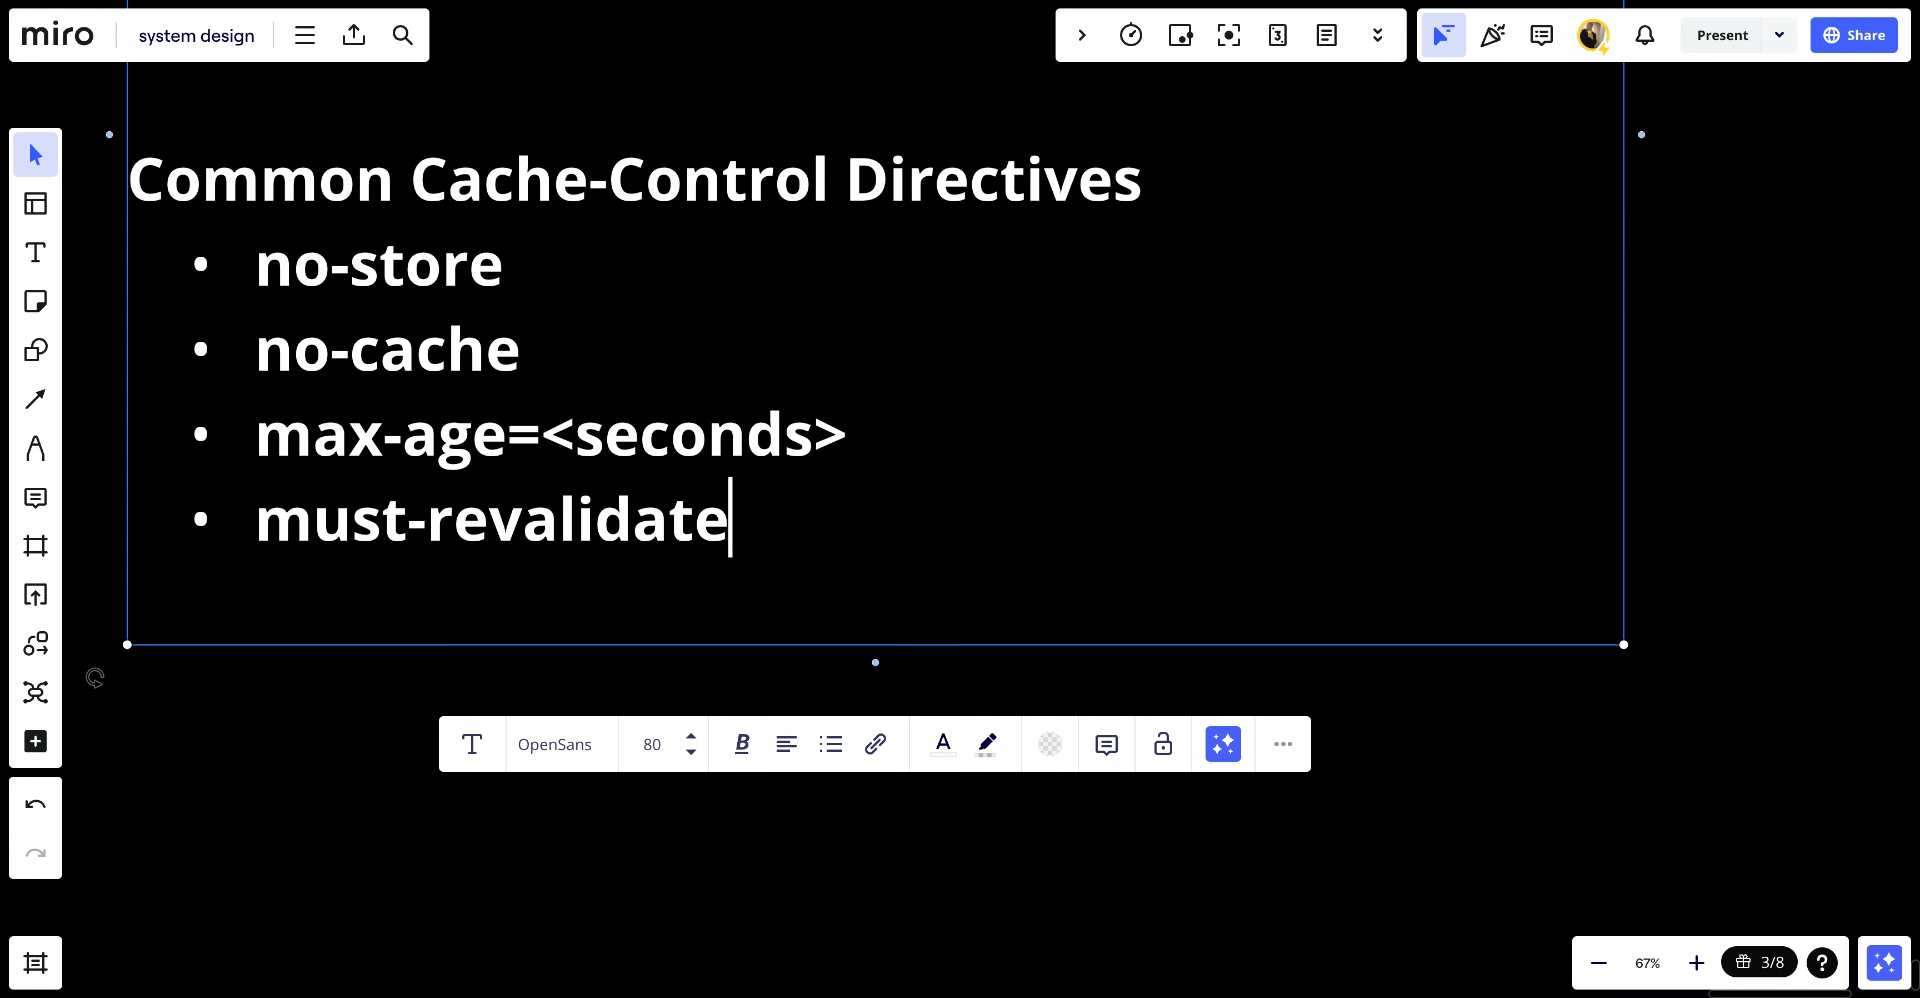 miro
system design
Present
Share
Common Cache-Control Directives
• no-store
• no-cache
• max-age=<seconds>
• must-revalidate
OpenSans
80
B
A
67%
3/8
?